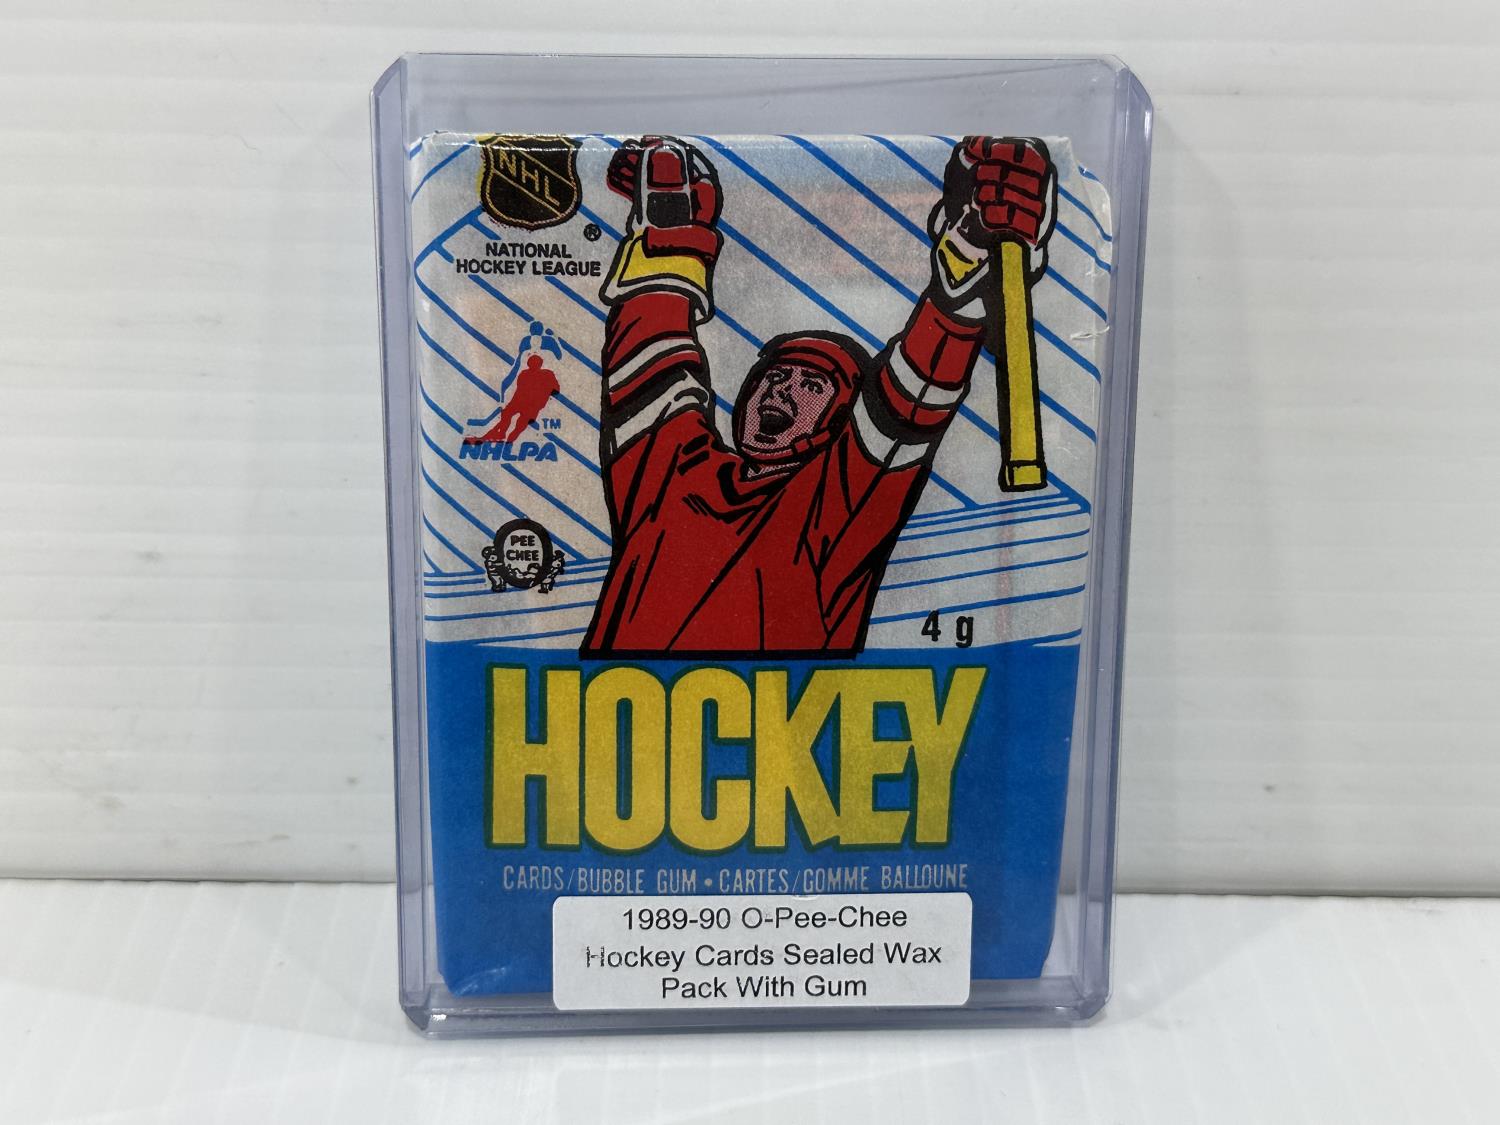 NHL
®
NATIONAL
HOCKEY LEAGUE
TM
NHLPA
PEE
CHEE
4 g
HOCKEY
CARDS/BUBBLE GUM • CARTES/GOMME BALLOUNE
1989-90 O-Pee-Chee
Hockey Cards Sealed Wax
Pack With Gum